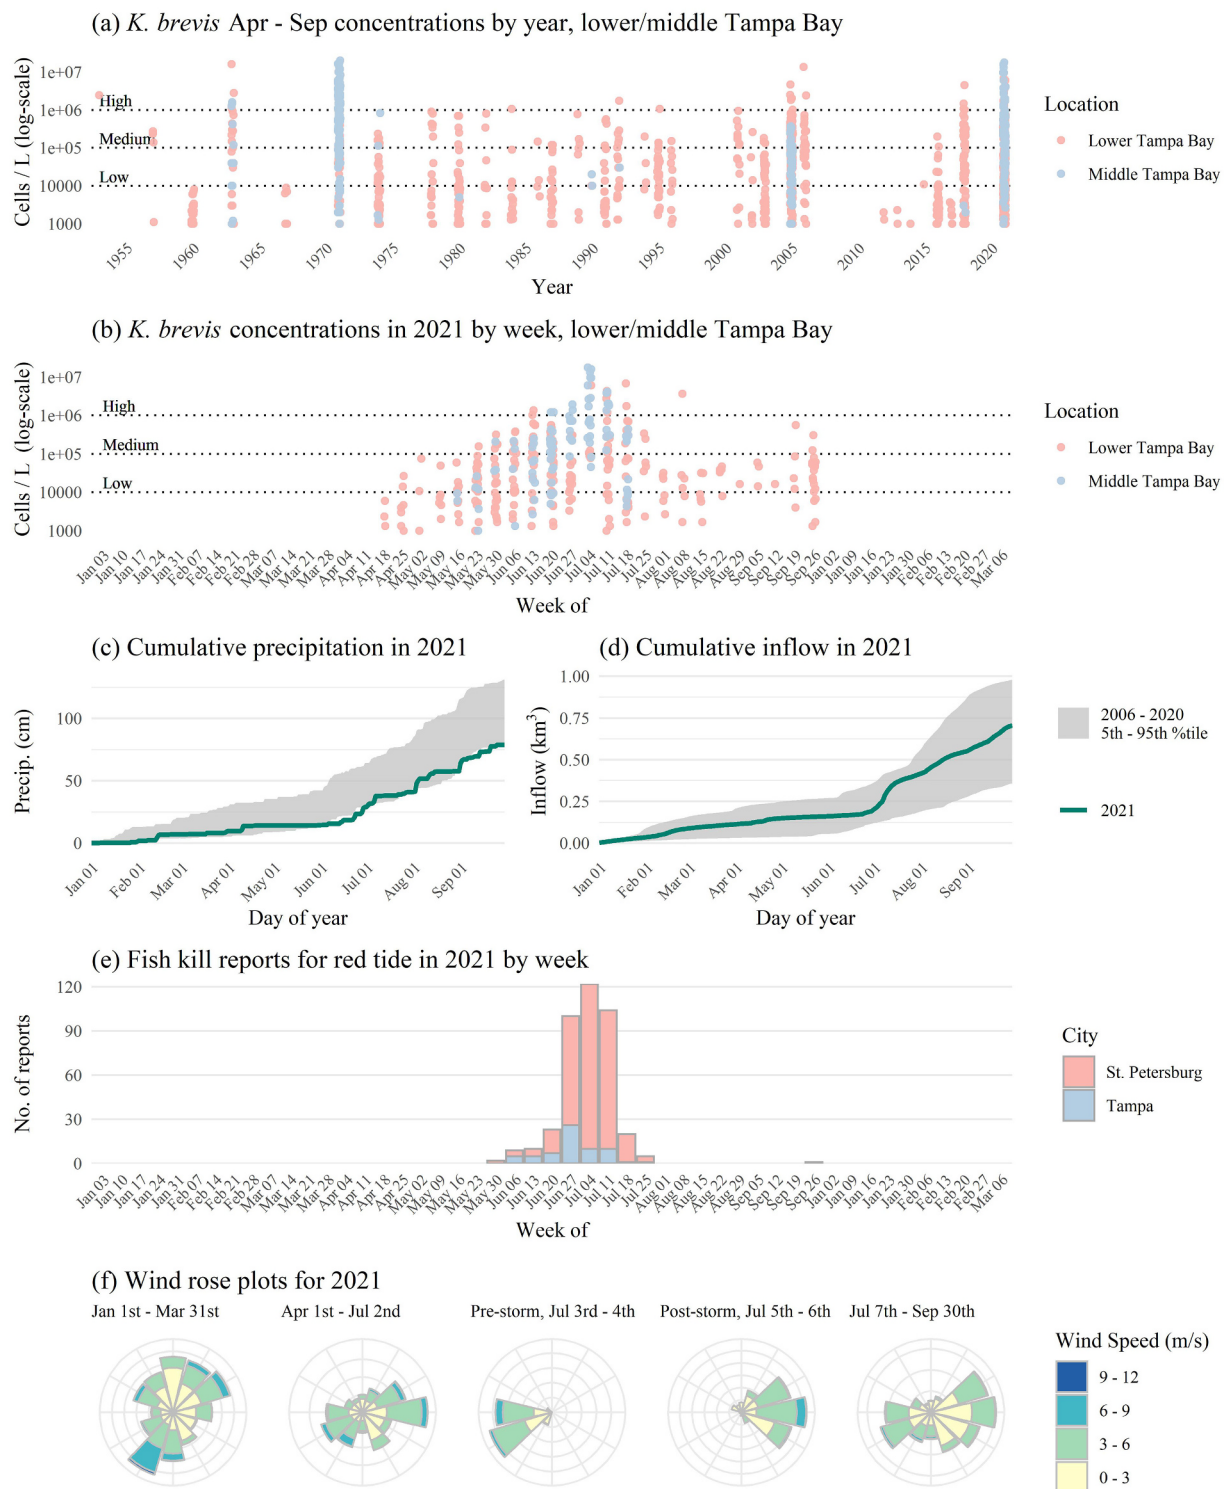 (a) K. brevis Apr - Sep concentrations by year, lower/middle Tampa Bay
Cells / L (log-scale)
1e+07
1e+06
1e+05
10000
1000
High
Medium
Low
1955 1960 1965 1970 1975 1980 1985 1990 1995 2000 2005 2010 2015 2020
Year
Location
Lower Tampa Bay
Middle Tampa Bay
(b) K. brevis concentrations in 2021 by week, lower/middle Tampa Bay
Cells / L (log-scale)
1e+07
1e+06
1e+05
10000
1000
High
Medium
Low
Jan 03 Jan 10 Jan 17 Jan 24 Jan 31 Feb 07 Feb 14 Feb 21 Feb 28 Mar 07 Mar 14 Mar 21 Mar 28 Apr 04 Apr 11 Apr 18 Apr 25 May 02 May 09 May 16 May 23 May 30 Jun 06 Jun 13 Jun 20 Jun 27 Jul 04 Jul 11 Jul 18 Jul 25 Aug 01 Aug 08 Aug 15 Aug 22 Aug 29 Sep 05 Sep 12 Sep 19 Sep 26 Jan 02 Jan 09 Jan 16 Jan 23 Jan 30 Feb 06 Feb 13 Feb 20 Feb 27 Mar 06
Week of
Location
Lower Tampa Bay
Middle Tampa Bay
(c) Cumulative precipitation in 2021
Precip. (cm)
100
50
0
Jan 01 Feb 01 Mar 01 Apr 01 May 01 Jun 01 Jul 01 Aug 01 Sep 01
Day of year
(d) Cumulative inflow in 2021
Inflow (km³)
1.00
0.75
0.50
0.25
0.00
Jan 01 Feb 01 Mar 01 Apr 01 May 01 Jun 01 Jul 01 Aug 01 Sep 01
Day of year
2006 - 2020
5th - 95th %tile
2021
(e) Fish kill reports for red tide in 2021 by week
No. of reports
120
90
60
30
0
Jan 03 Jan 10 Jan 17 Jan 24 Jan 31 Feb 07 Feb 14 Feb 21 Feb 28 Mar 07 Mar 14 Mar 21 Mar 28 Apr 04 Apr 11 Apr 18 Apr 25 May 02 May 09 May 16 May 23 May 30 Jun 06 Jun 13 Jun 20 Jun 27 Jul 04 Jul 11 Jul 18 Jul 25 Aug 01 Aug 08 Aug 15 Aug 22 Aug 29 Sep 05 Sep 12 Sep 19 Sep 26 Jan 02 Jan 09 Jan 16 Jan 23 Jan 30 Feb 06 Feb 13 Feb 20 Feb 27 Mar 06
Week of
City
St. Petersburg
Tampa
(f) Wind rose plots for 2021
Jan 1st - Mar 31st
Apr 1st - Jul 2nd
Pre-storm, Jul 3rd - 4th
Post-storm, Jul 5th - 6th
Jul 7th - Sep 30th
Wind Speed (m/s)
9 - 12
6 - 9
3 - 6
0 - 3